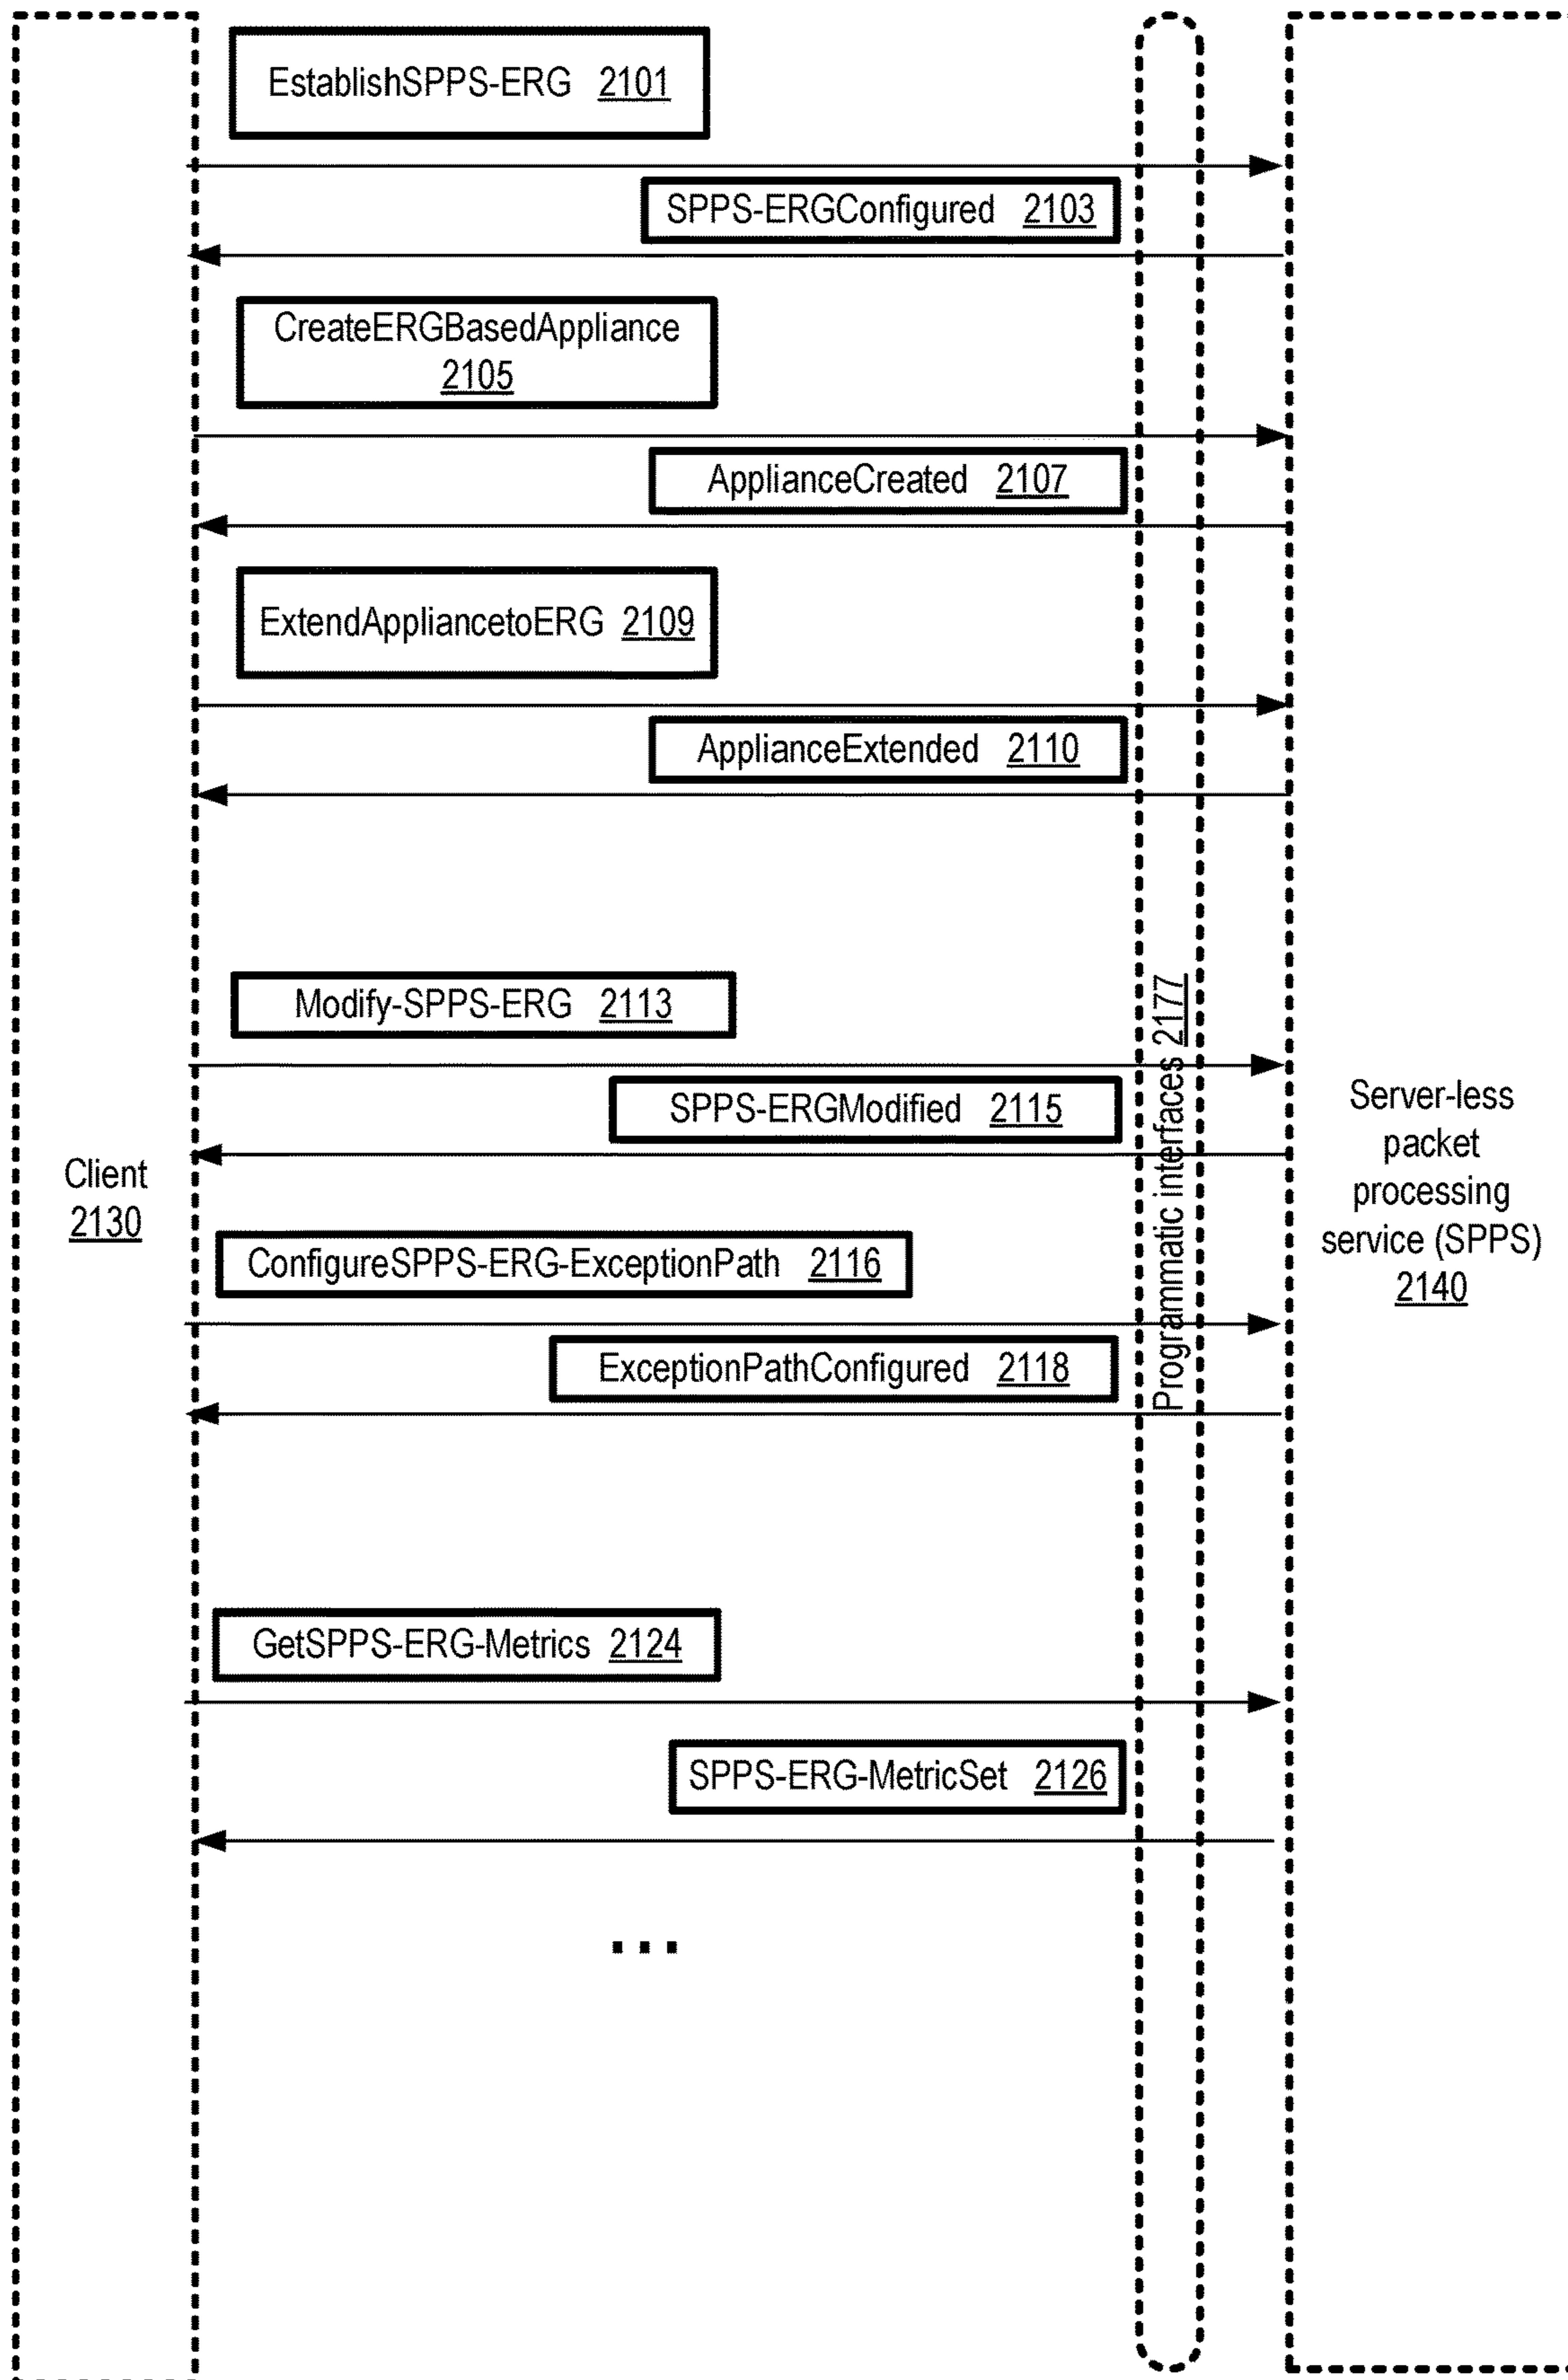 EstablishSPPS-ERG 2101
SPPS-ERGConfigured 2103
CreateERGBasedAppliance
2105
ApplianceCreated 2107
ExtendAppliancetoERG 2109
ApplianceExtended 2110
Modify-SPPS-ERG 2113
SPPS-ERGModified 2115
Programmatic interfaces 2177
Client
2130
Server-less
packet
processing
service (SPPS)
2140
ConfigureSPPS-ERG-ExceptionPath 2116
ExceptionPathConfigured 2118
GetSPPS-ERG-Metrics 2124
SPPS-ERG-MetricSet 2126
...